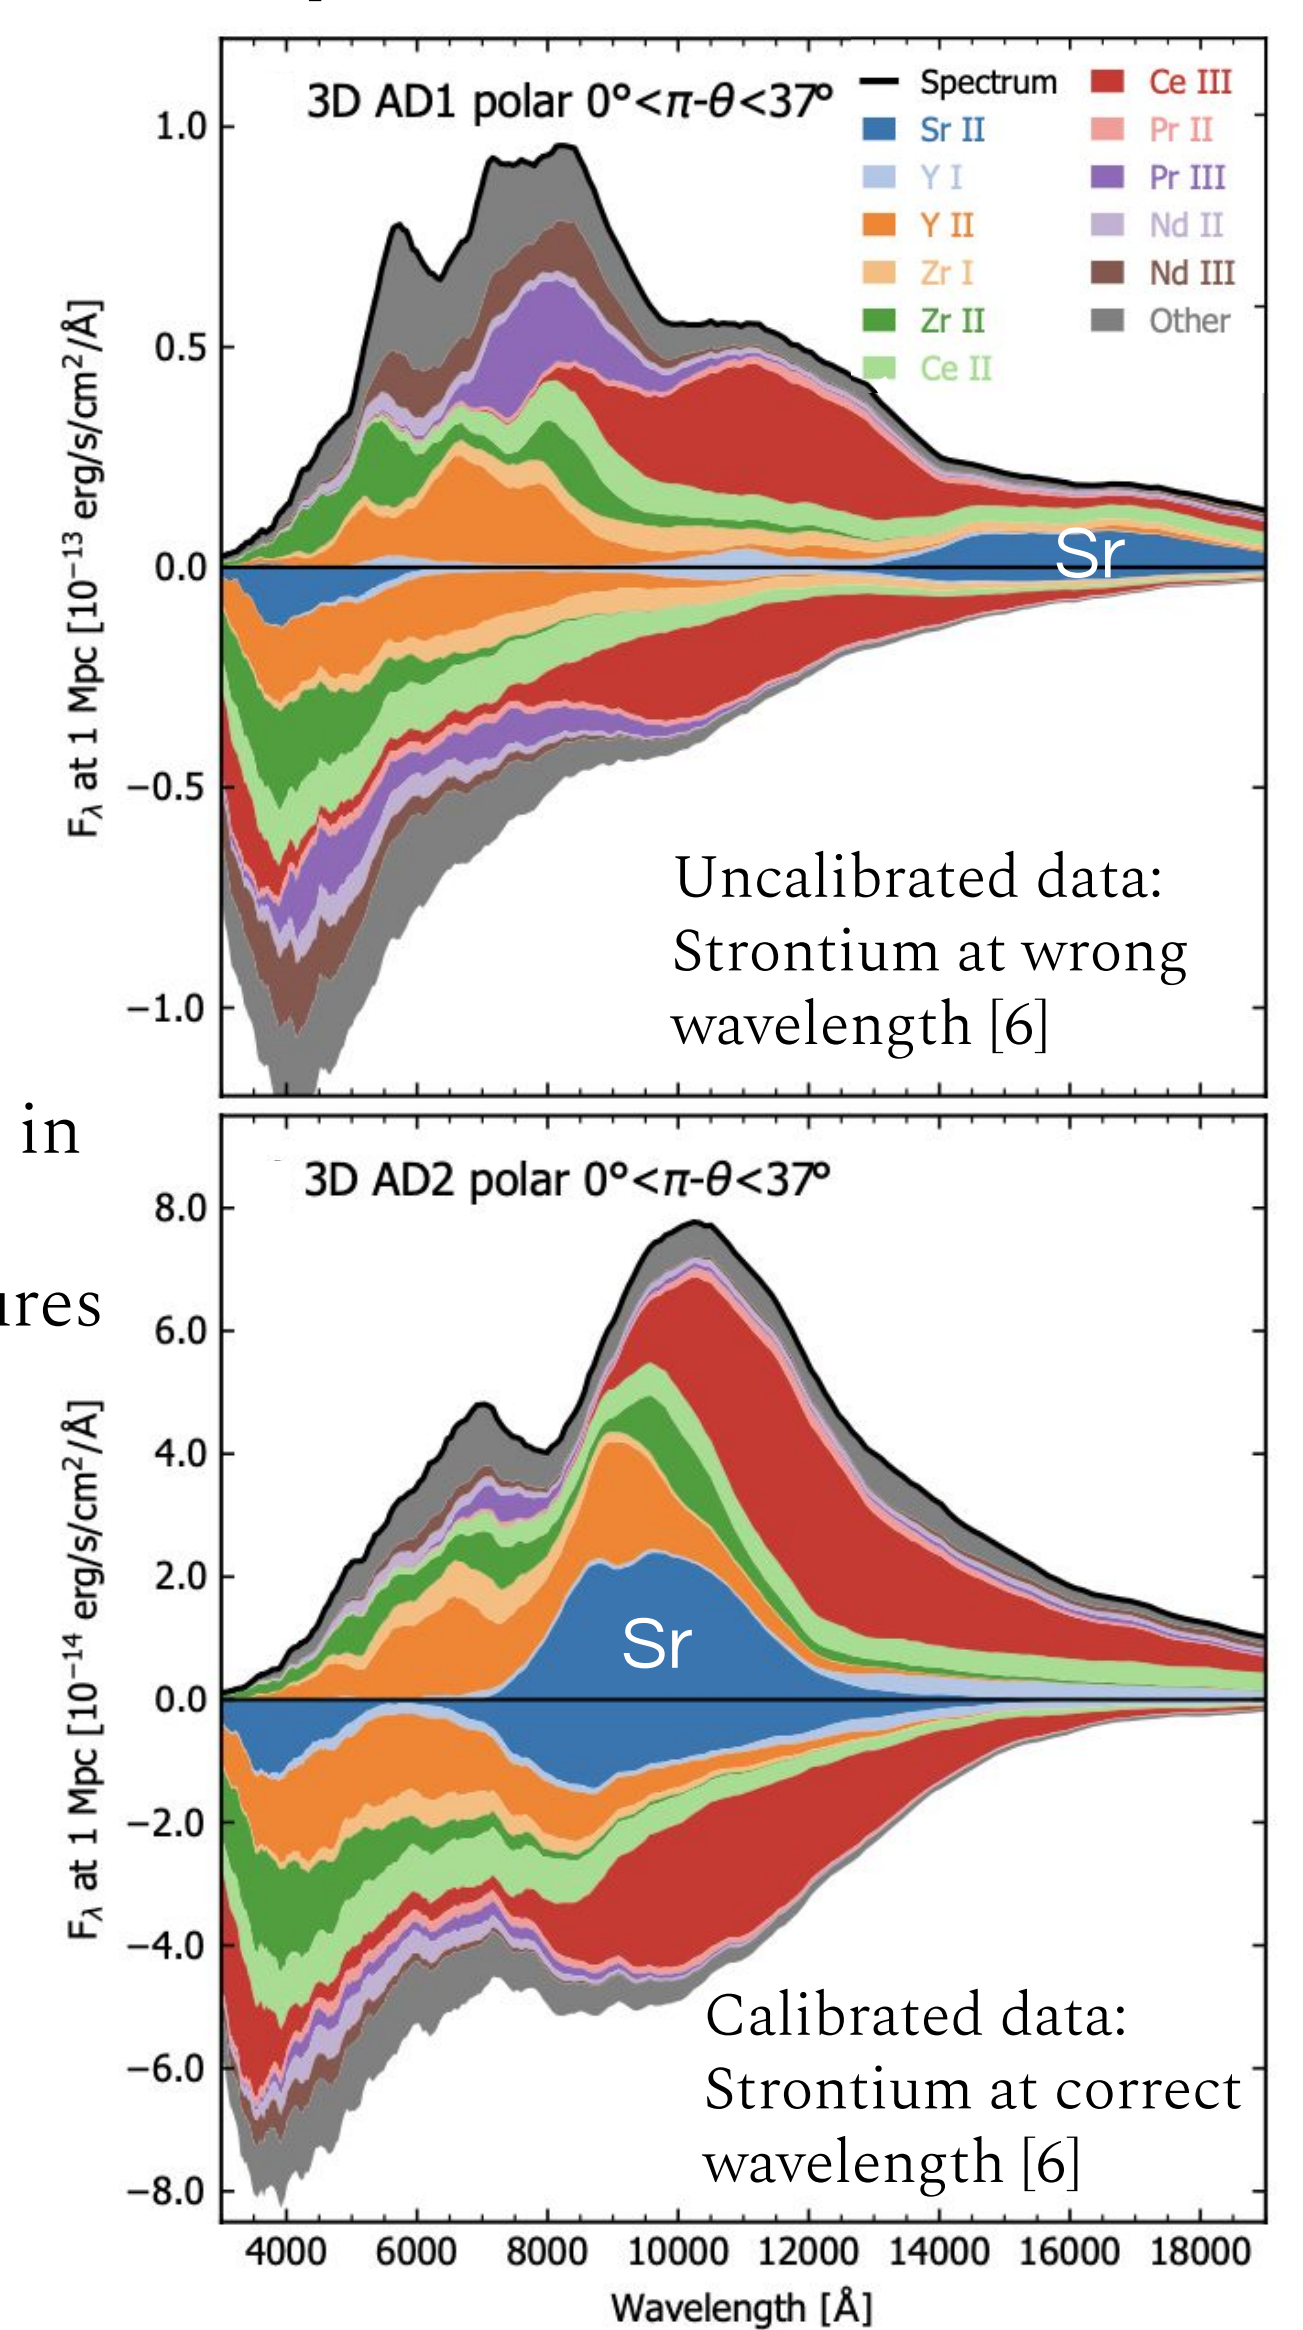 3D AD1 polar 0°<π-θ<37°
Spectrum
Sr II
Y I
Y II
Zr I
Zr II
Ce II
Ce III
Pr II
Pr III
Nd II
Nd III
Other
1.0
0.5
0.0
−0.5
−1.0
F_λ at 1 Mpc [10⁻¹³ erg/s/cm²/Å]
Sr
Uncalibrated data:
Strontium at wrong
wavelength [6]
in
ures
3D AD2 polar 0°<π-θ<37°
8.0
6.0
4.0
2.0
0.0
−2.0
−4.0
−6.0
−8.0
F_λ at 1 Mpc [10⁻¹⁴ erg/s/cm²/Å]
Sr
Calibrated data:
Strontium at correct
wavelength [6]
4000 6000 8000 10000 12000 14000 16000 18000
Wavelength [Å]